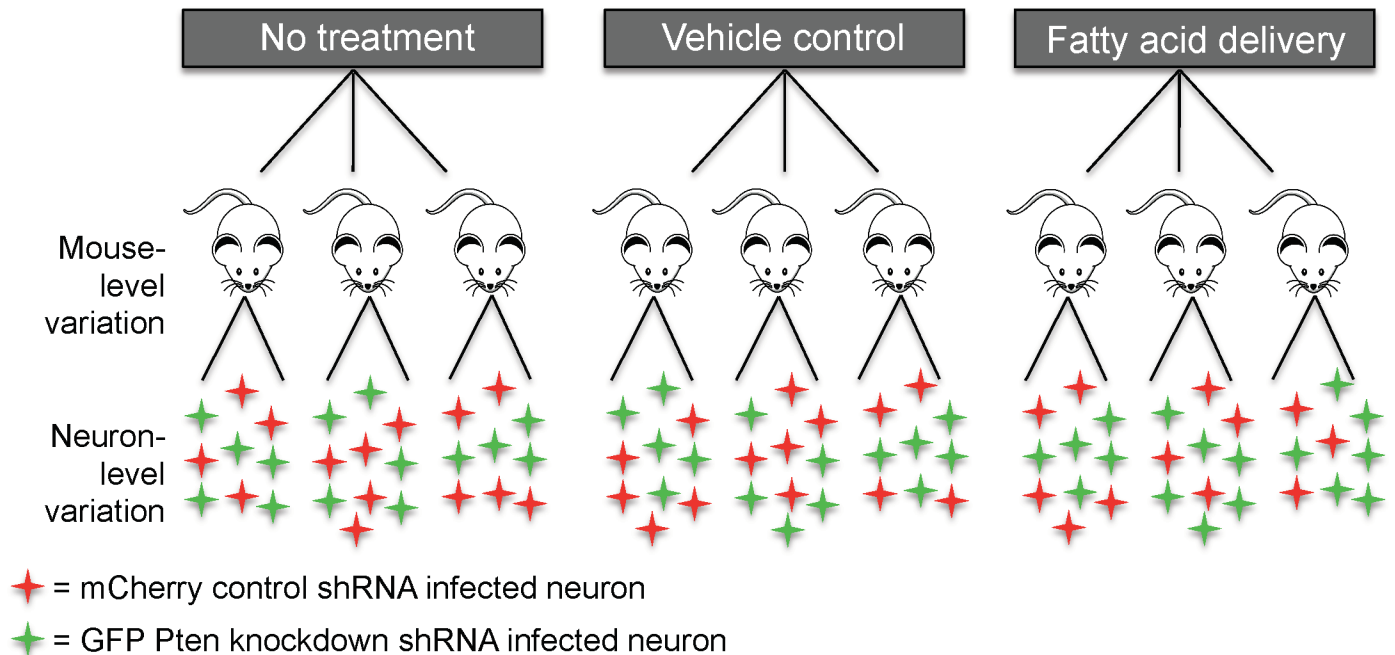 No treatment
Vehicle control
Fatty acid delivery
Mouse-
level
variation
Neuron-
level
variation
= mCherry control shRNA infected neuron
= GFP Pten knockdown shRNA infected neuron